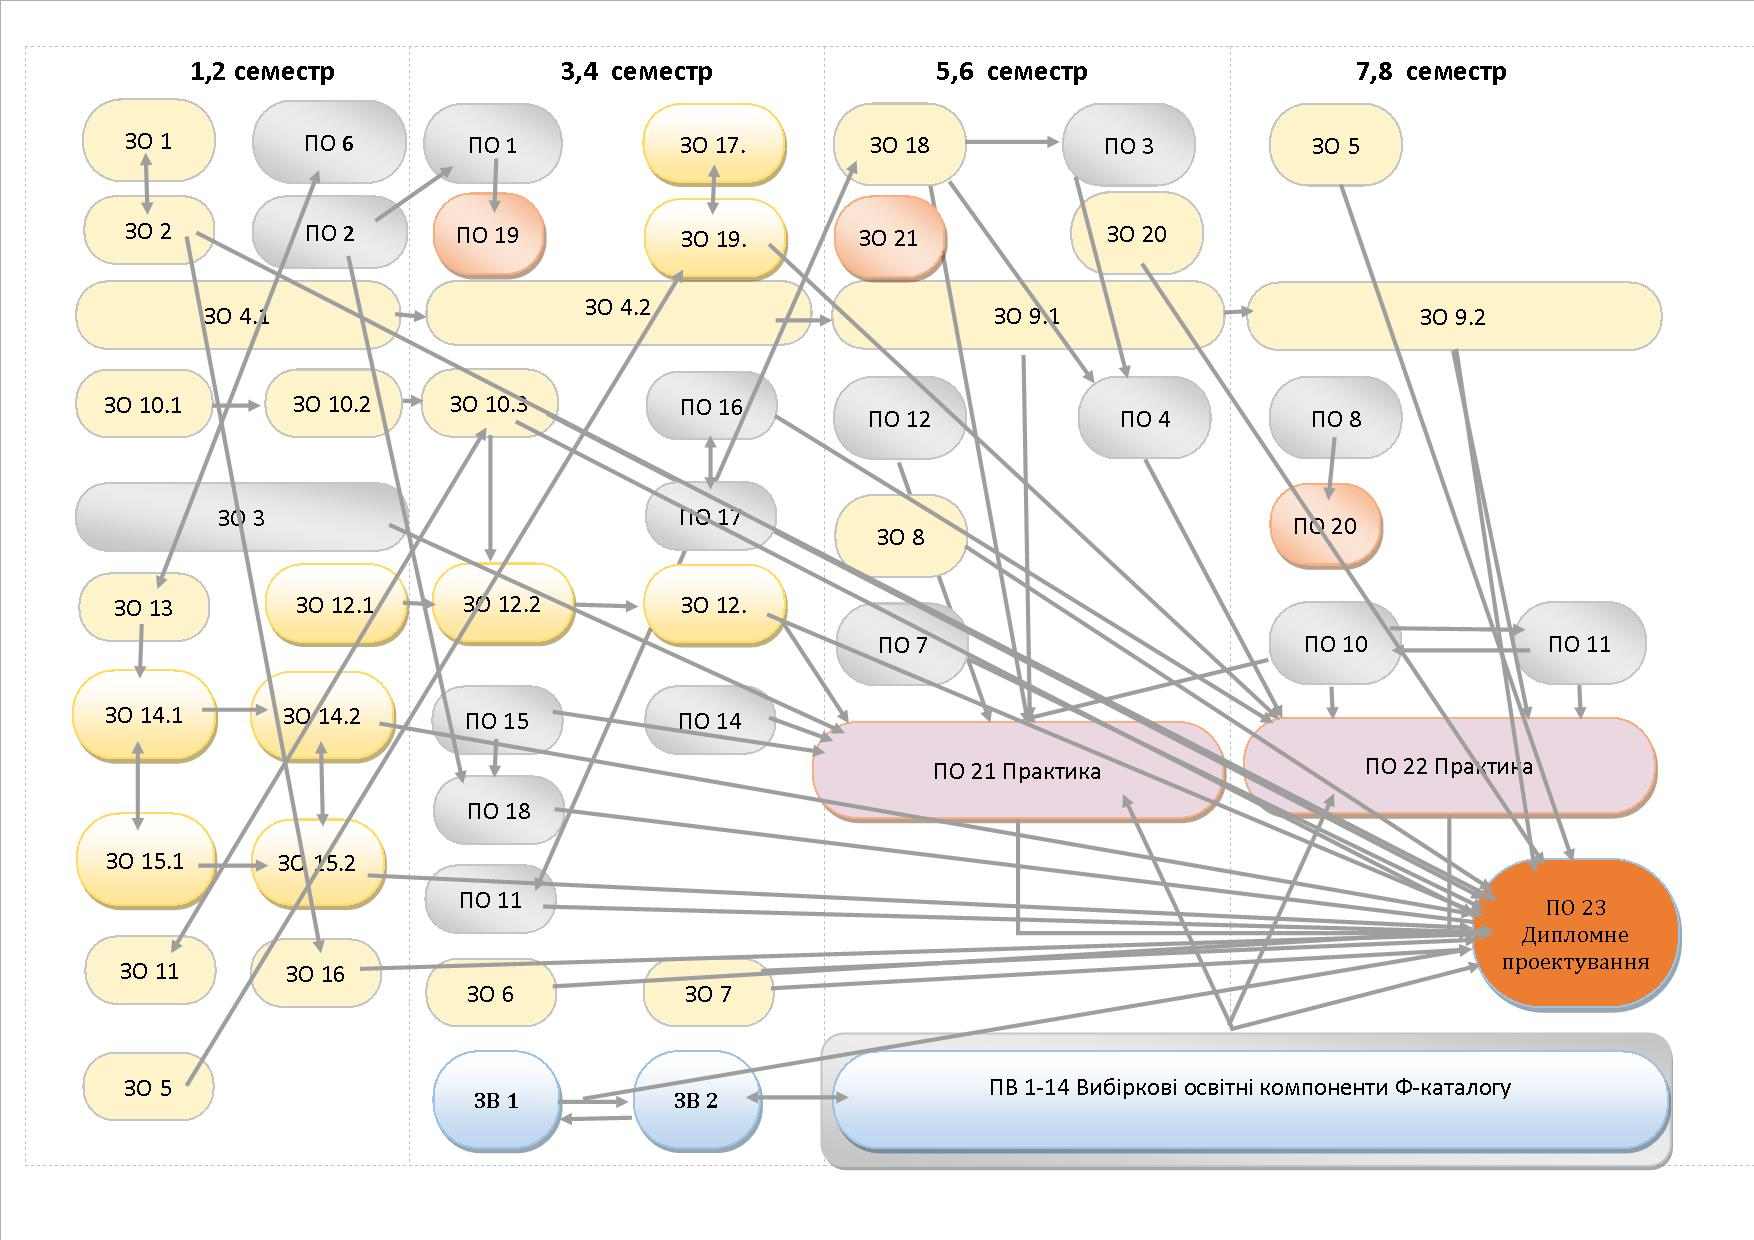 1,2 семестр
3,4 семестр
5,6 семестр
7,8 семестр
ЗО 1
ПО 6
ПО 1
ЗО 17.
ЗО 18
ПО 3
ЗО 5
ЗО 2
ПО 2
ПО 19
ЗО 19.
ЗО 21
ЗО 20
ЗО 4.1
ЗО 4.2
ЗО 9.1
ЗО 9.2
ЗО 10.1
ЗО 10.2
ЗО 10.3
ПО 16
ПО 12
ПО 4
ПО 8
ЗО 3
ПО 17
ЗО 8
ПО 20
ЗО 13
ЗО 12.1
ЗО 12.2
ЗО 12.
ПО 7
ПО 10
ПО 11
ЗО 14.1
ЗО 14.2
ПО 15
ПО 14
ПО 21 Практика
ПО 22 Практика
ПО 18
ЗО 15.1
ЗО 15.2
ПО 11
ПО 23
Дипломне
проектування
ЗО 11
ЗО 16
ЗО 6
ЗО 7
ЗО 5
ЗВ 1
ЗВ 2
ПВ 1-14 Вибіркові освітні компоненти Ф-каталогу